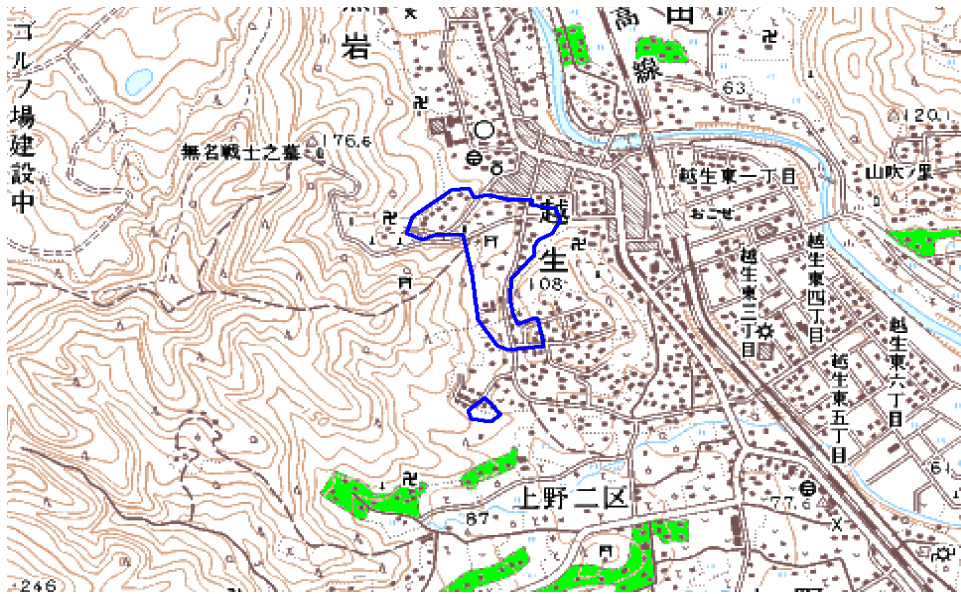 岩
高
線
田
63
120.1
ゴルフ場建設中
無名戦士之墓
176.6
越生東一丁目
山吹ノ里
おごせ
越生
108
越生東三丁目
越生東四丁目
越生東六丁目
越生東五丁目
上野二区
87
77.6
61
246